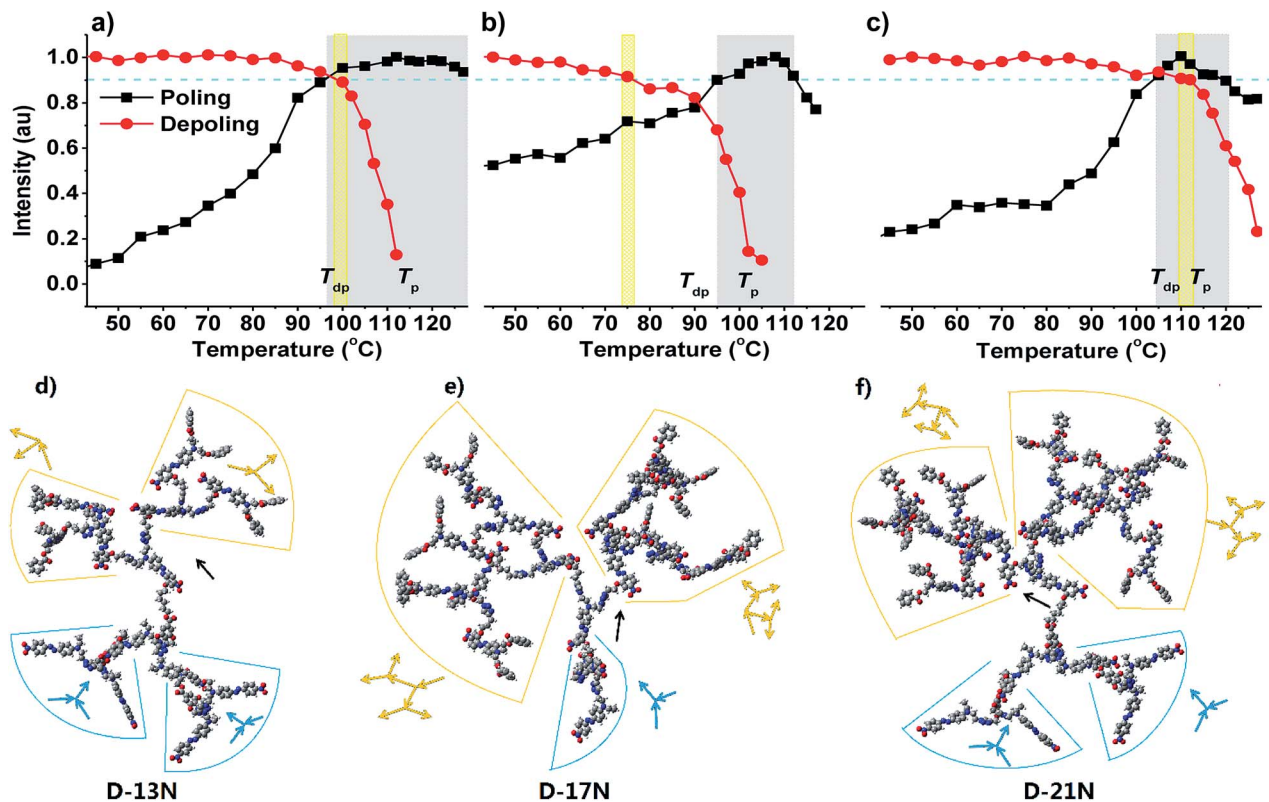 a)
b)
c)
Intensity (au)
1.0
0.8
0.6
0.4
0.2
0.0
Poling
Depoling
Tdp
Tp
Tdp
Tp
Tdp
Tp
50 60 70 80 90 100 110 120
50 60 70 80 90 100 110 120
50 60 70 80 90 100 110 120
Temperature (°C)
Temperature (°C)
Temperature (°C)
d)
e)
f)
D-13N
D-17N
D-21N